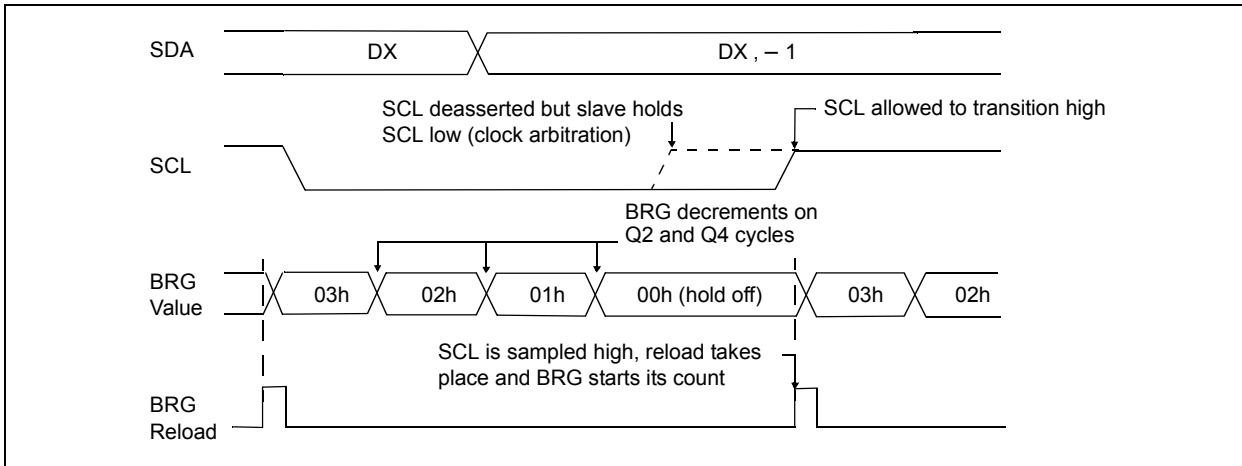 SDA
DX
DX , – 1
SCL deasserted but slave holds
SCL low (clock arbitration)
SCL allowed to transition high
SCL
BRG decrements on
Q2 and Q4 cycles
BRG
Value
03h
02h
01h
00h (hold off)
03h
02h
SCL is sampled high, reload takes
place and BRG starts its count
BRG
Reload